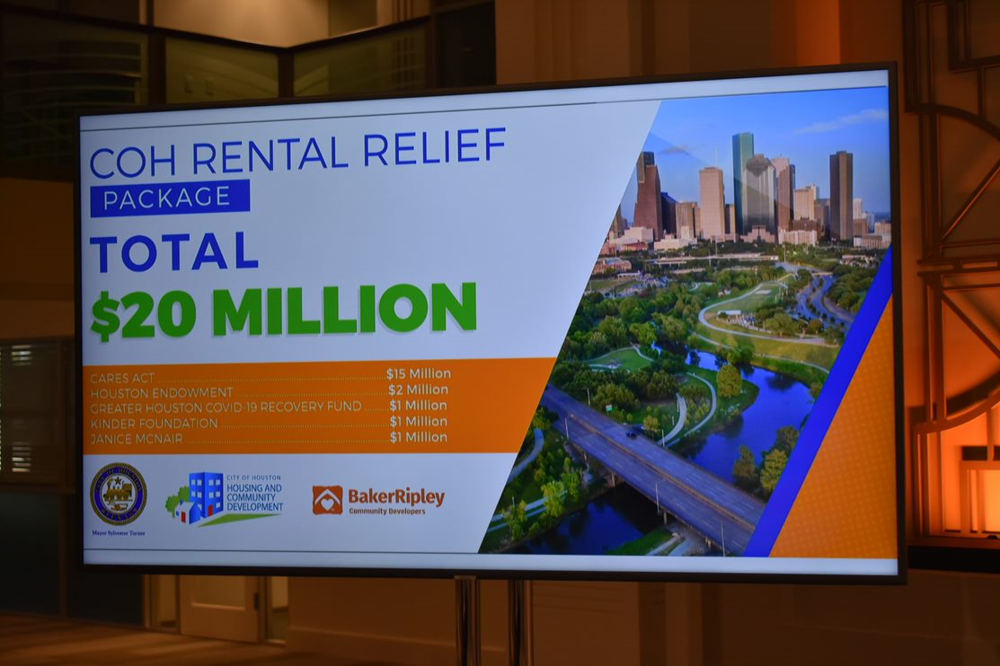 COH RENTAL RELIEF
PACKAGE
TOTAL
$20 MILLION
CARES ACT $15 Million
HOUSTON ENDOWMENT $2 Million
GREATER HOUSTON COVID-19 RECOVERY FUND $1 Million
KINDER FOUNDATION $1 Million
JANICE MCNAIR $1 Million
Mayor Sylvester Turner
CITY OF HOUSTON
HOUSING AND
COMMUNITY
DEVELOPMENT
BakerRipley
Community Developers